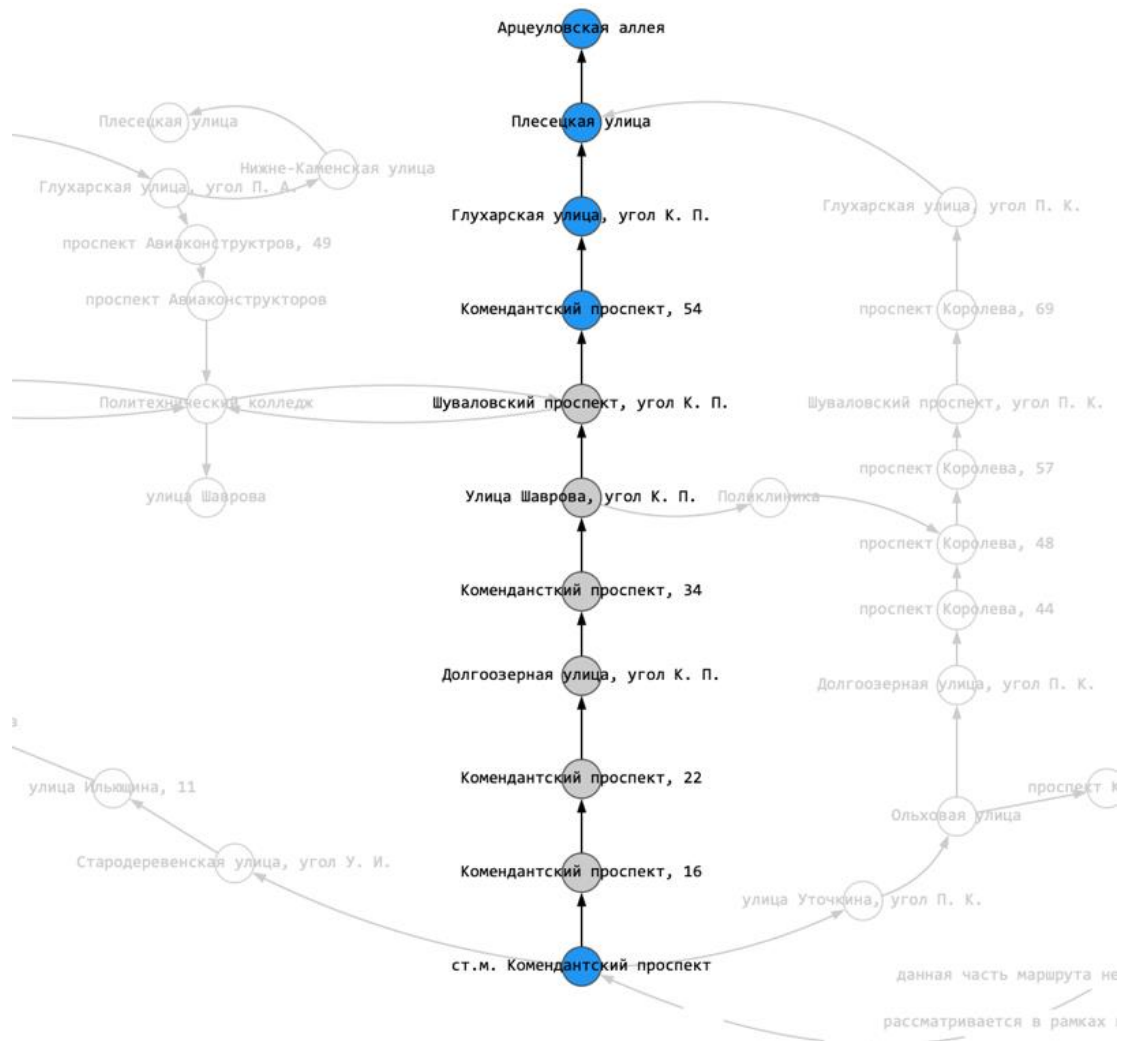 Арцеуловская аллея
Плесецкая улица
Плесецкая улица
Нижне-Каменская улица
Глухарская улица, угол П. А.
Глухарская улица, угол К. П.
Глухарская улица, угол П. К.
проспект Авиаконструктров, 49
проспект Авиаконструкторов
Комендантский проспект, 54
проспект Королева, 69
Политехнический колледж
Шуваловский проспект, угол К. П.
Шуваловский проспект, угол П. К.
проспект Королева, 57
улица Шаврова
Улица Шаврова, угол К. П.
Поликлиника
проспект Королева, 48
Комендансткий проспект, 34
проспект Королева, 44
Долгоозерная улица, угол К. П.
Долгоозерная улица, угол П. К.
а
улица Ильюшина, 11
Комендантский проспект, 22
проспект К
Ольховая улица
Стародеревенская улица, угол У. И.
Комендантский проспект, 16
улица Уточкина, угол П. К.
ст.м. Комендантский проспект
данная часть маршрута не
рассматривается в рамках